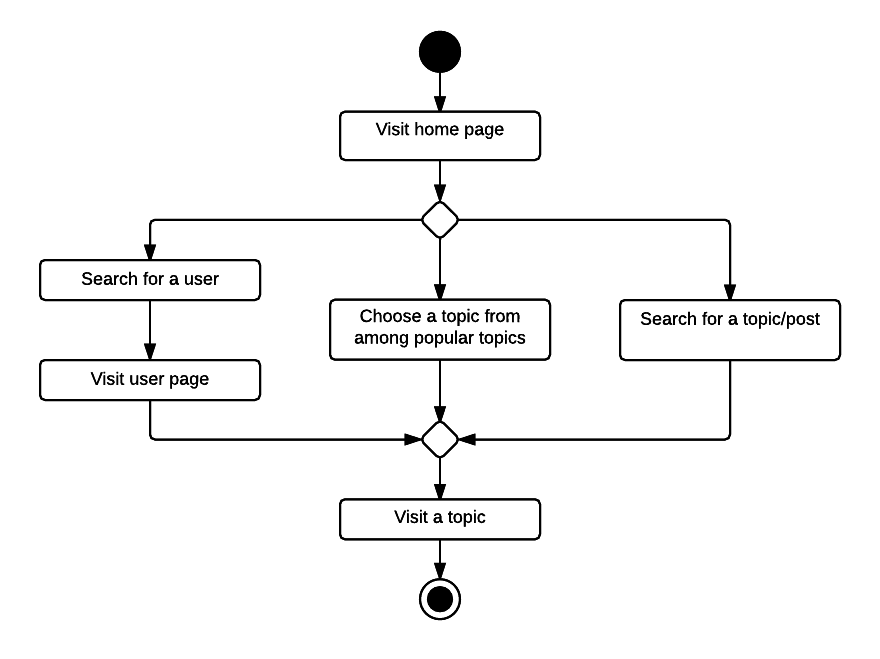 Visit home page
Search for a user
Choose a topic from
among popular topics
Search for a topic/post
Visit user page
Visit a topic